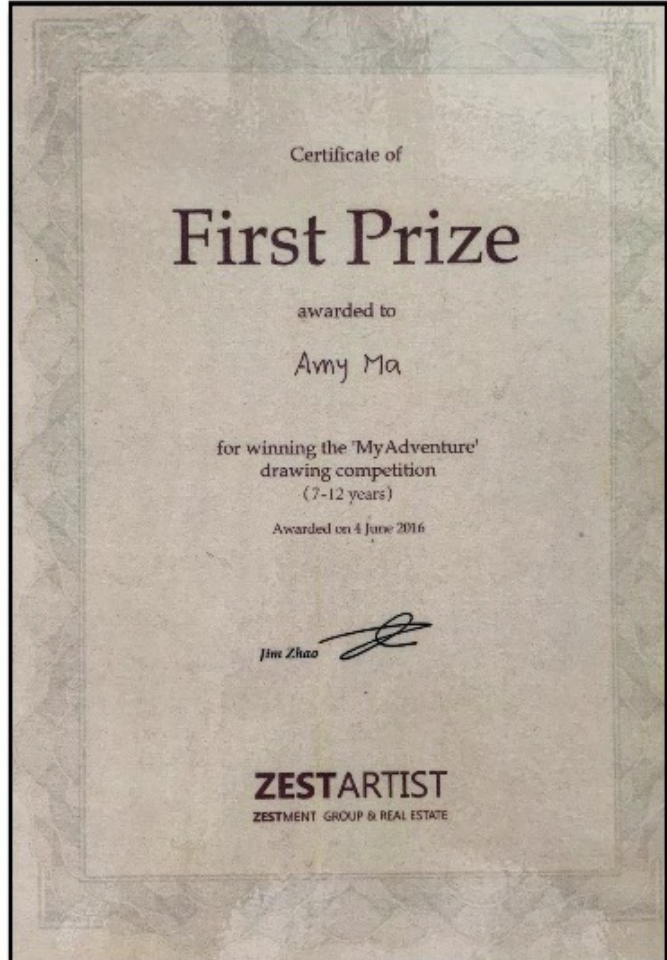 Certificate of
First Prize
awarded to
Amy Ma
for winning the 'MyAdventure'
drawing competition
(7-12 years)
Awarded on 4 June 2016
Jim Zhao
ZESTARTIST
ZESTMENT GROUP & REAL ESTATE